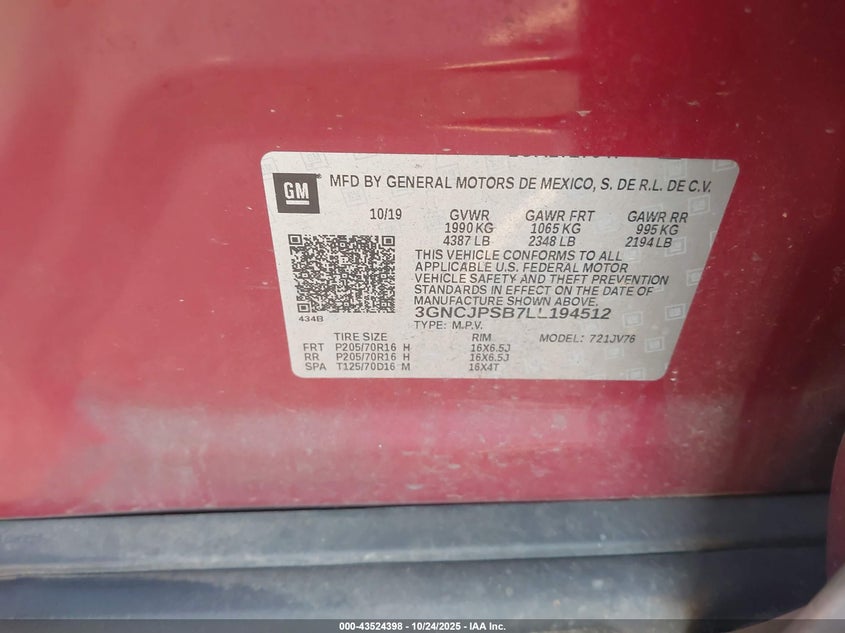 GM
MFD BY GENERAL MOTORS DE MEXICO, S. DE R.L. DE C.V.
10/19 GVWR GAWR FRT GAWR RR
1990 KG 1065 KG 995 KG
4387 LB 2348 LB 2194 LB
THIS VEHICLE CONFORMS TO ALL
APPLICABLE U.S. FEDERAL MOTOR
VEHICLE SAFETY AND THEFT PREVENTION
STANDARDS IN EFFECT ON THE DATE OF
MANUFACTURE SHOWN ABOVE.
434B
3GNCJPSB7LL194512
TYPE: M.P.V. MODEL: 721JV76
TIRE SIZE RIM
FRT P205/70R16 H 16X6.5J
RR P205/70R16 H 16X6.5J
SPA T125/70D16 M 16X4T
000-43524398 - 10/24/2025 - IAA Inc.